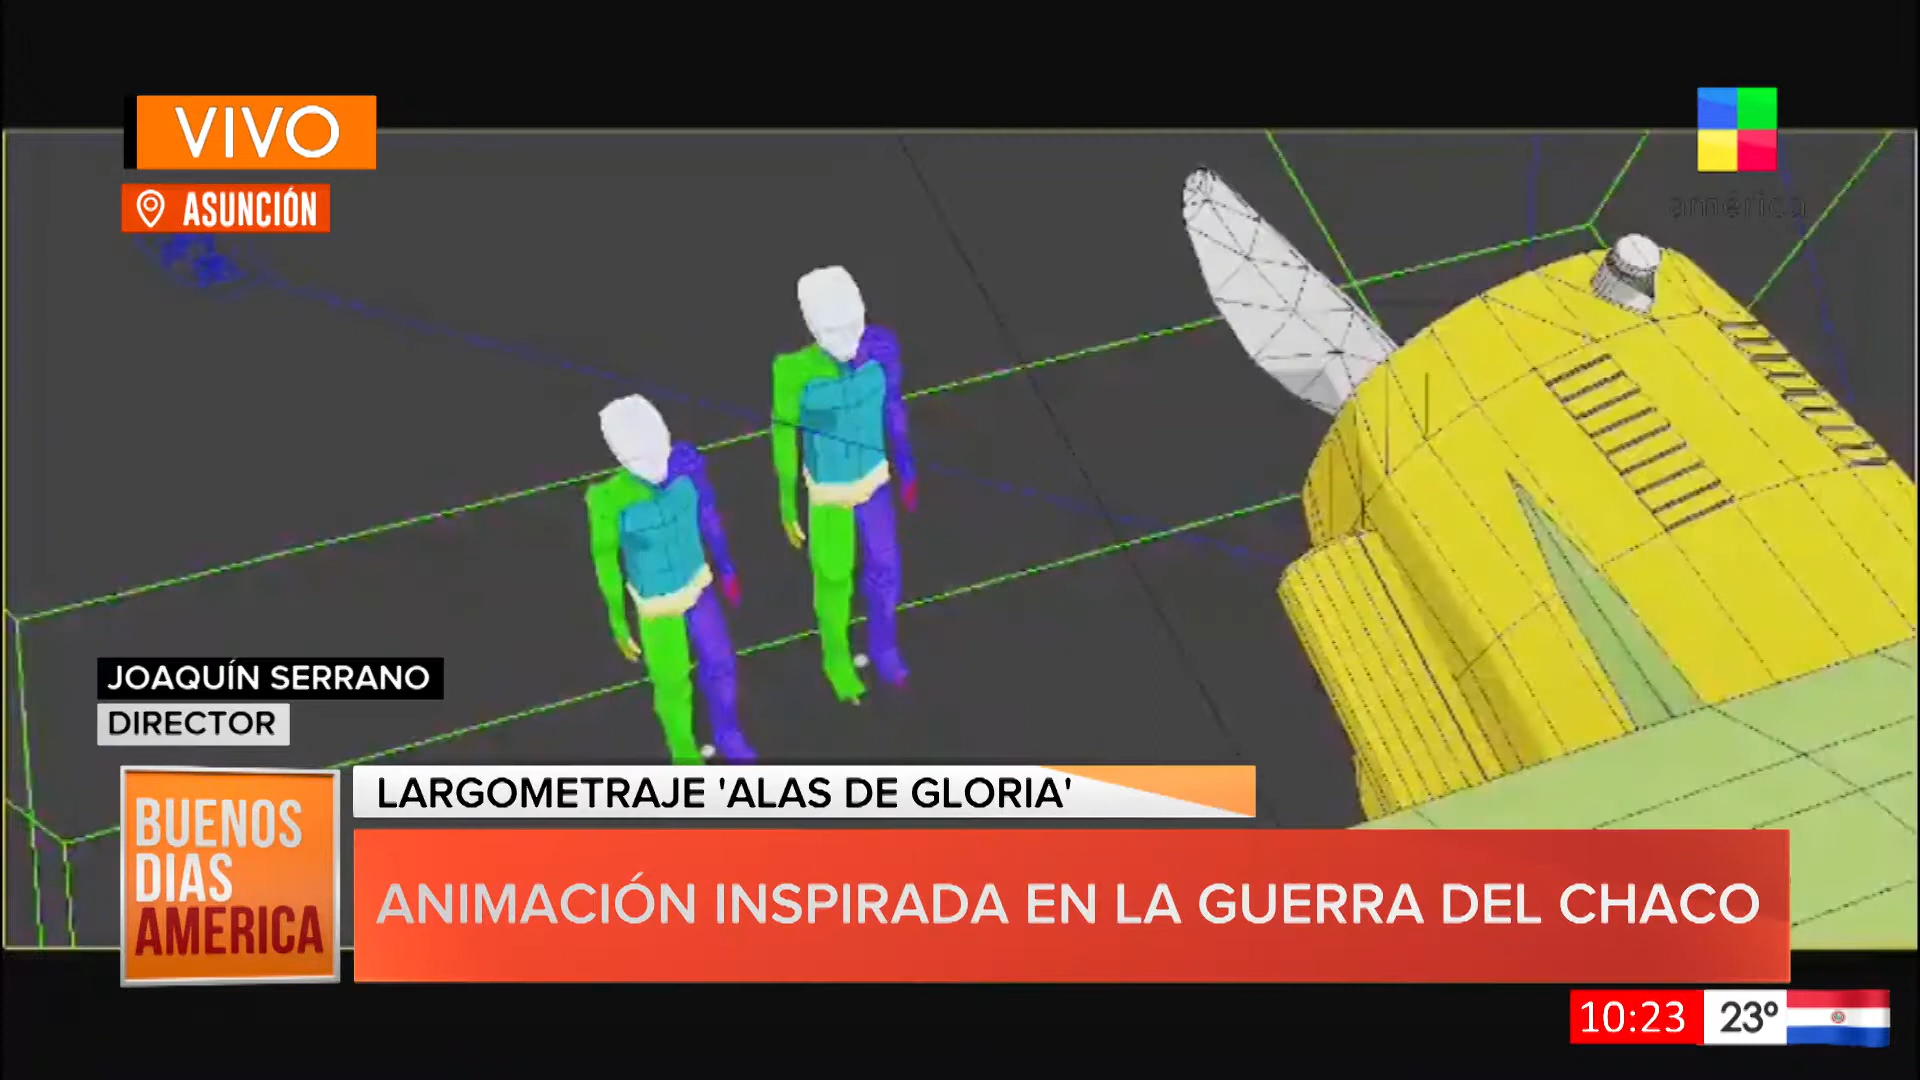 VIVO
ASUNCIÓN
américa
JOAQUÍN SERRANO
DIRECTOR
LARGOMETRAJE 'ALAS DE GLORIA'
BUENOS
DIAS
AMERICA
ANIMACIÓN INSPIRADA EN LA GUERRA DEL CHACO
10:23 23º